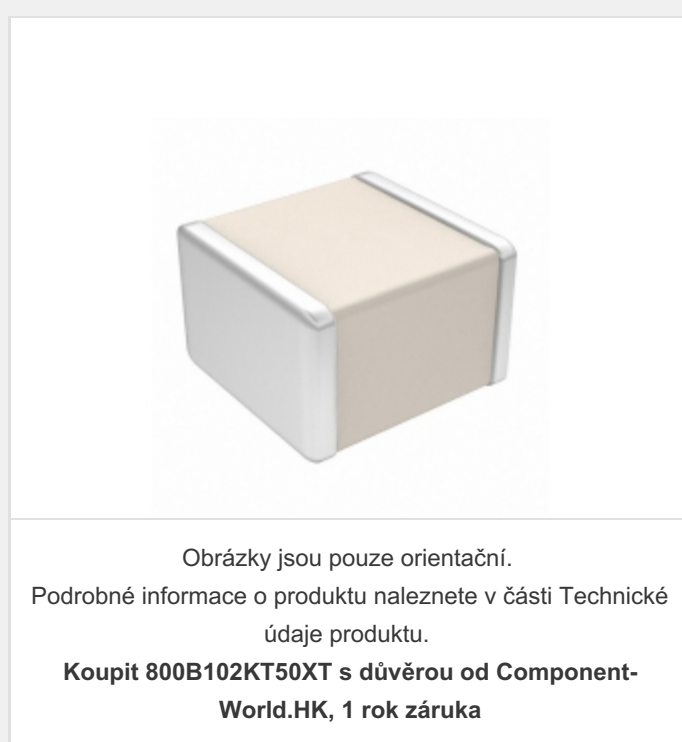 Obrázky jsou pouze orientační.
Podrobné informace o produktu naleznete v části Technické
údaje produktu.
Koupit 800B102KT50XT s důvěrou od Component-
World.HK, 1 rok záruka